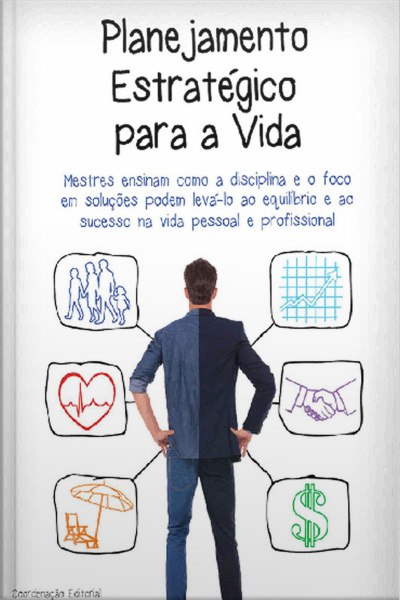 Planejamento
Estratégico
para a Vida
Mestres ensinam como a disciplina e o foco
em soluções podem levá-lo ao equilíbrio e ao
sucesso na vida pessoal e profissional
$
Coordenação Editorial